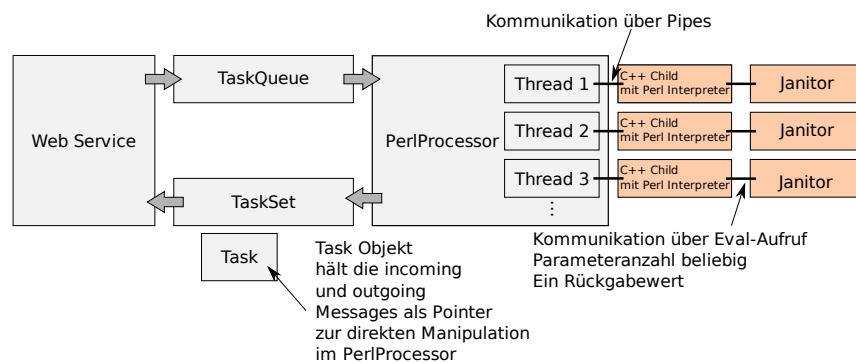 Kommunikation über Pipes
TaskQueue
Web Service
PerlProcessor
Thread 1
C++ Child
mit Perl Interpreter
Janitor
Thread 2
C++ Child
mit Perl Interpreter
Janitor
Thread 3
C++ Child
mit Perl Interpreter
Janitor
...
TaskSet
Task
Task Objekt
hält die incoming
und outgoing
Messages als Pointer
zur direkten Manipulation
im PerlProcessor
Kommunikation über Eval-Aufruf
Parameteranzahl beliebig
Ein Rückgabewert